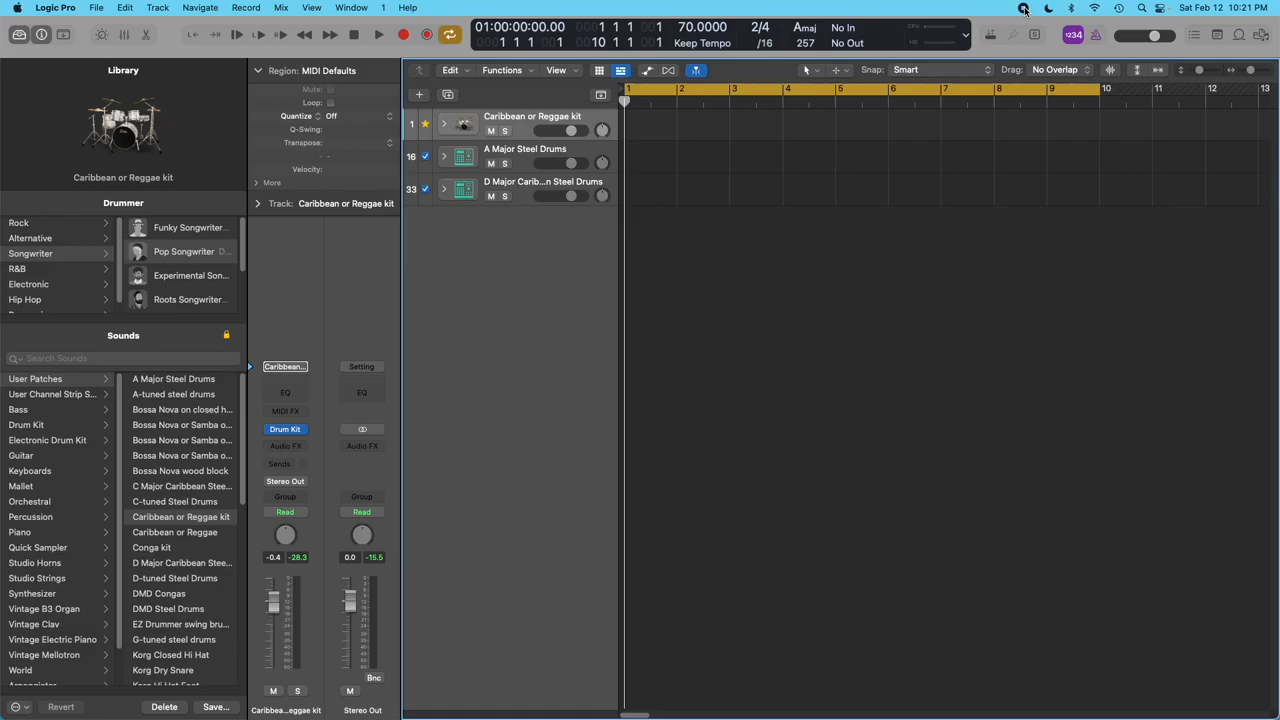 Logic Pro File Edit Track Navigate Record Mix View Window 1 Help Sat Feb 12 10:21 PM
01:00:00:00.00 1 1 1 1 70.0000 2/4 Amaj No In CPU
1 1 1 10 1 1 1 Keep Tempo /16 257 No Out HD
1234
Library
Caribbean or Reggae kit
Drummer
Rock
Alternative
Songwriter
R&B
Electronic
Hip Hop
Funky Songwriter...
Pop Songwriter D...
Experimental Son...
Roots Songwriter...
Sounds
Search Sounds
User Patches
User Channel Strip S...
Bass
Drum Kit
Electronic Drum Kit
Guitar
Keyboards
Mallet
Orchestral
Percussion
Piano
Quick Sampler
Studio Horns
Studio Strings
Synthesizer
Vintage B3 Organ
Vintage Clav
Vintage Electric Piano
Vintage Mellotron
World
A Major Steel Drums
A-tuned steel drums
Bossa Nova on closed h...
Bossa Nova or Samba o...
Bossa Nova or Samba o...
Bossa Nova or Samba o...
Bossa Nova wood block
C Major Caribbean Stee...
C-tuned Steel Drums
Caribbean or Reggae kit
Caribbean or Reggae
Conga kit
D Major Caribbean Stee...
D-tuned Steel Drums
DMD Congas
DMD Steel Drums
EZ Drummer swing bru...
G-tuned steel drums
Korg Closed Hi Hat
Korg Dry Snare
Revert Delete Save...
Region: MIDI Defaults
Mute:
Loop:
Quantize Off
Q-Swing:
Transpose:
Velocity:
More
Track: Caribbean or Reggae kit
Caribbean... Setting
EQ EQ
MIDI FX
Drum Kit
Audio FX Audio FX
Sends
Stereo Out
Group Group
Read Read
-0.4 -28.3 0.0 -15.5
Bnc
M S M
Caribbe...eggae kit Stereo Out
Edit Functions View Snap: Smart Drag: No Overlap
1 2 3 4 5 6 7 8 9 10 11 12 13
1 Caribbean or Reggae kit
M S
16 A Major Steel Drums
M S
33 D Major Carib...n Steel Drums
M S